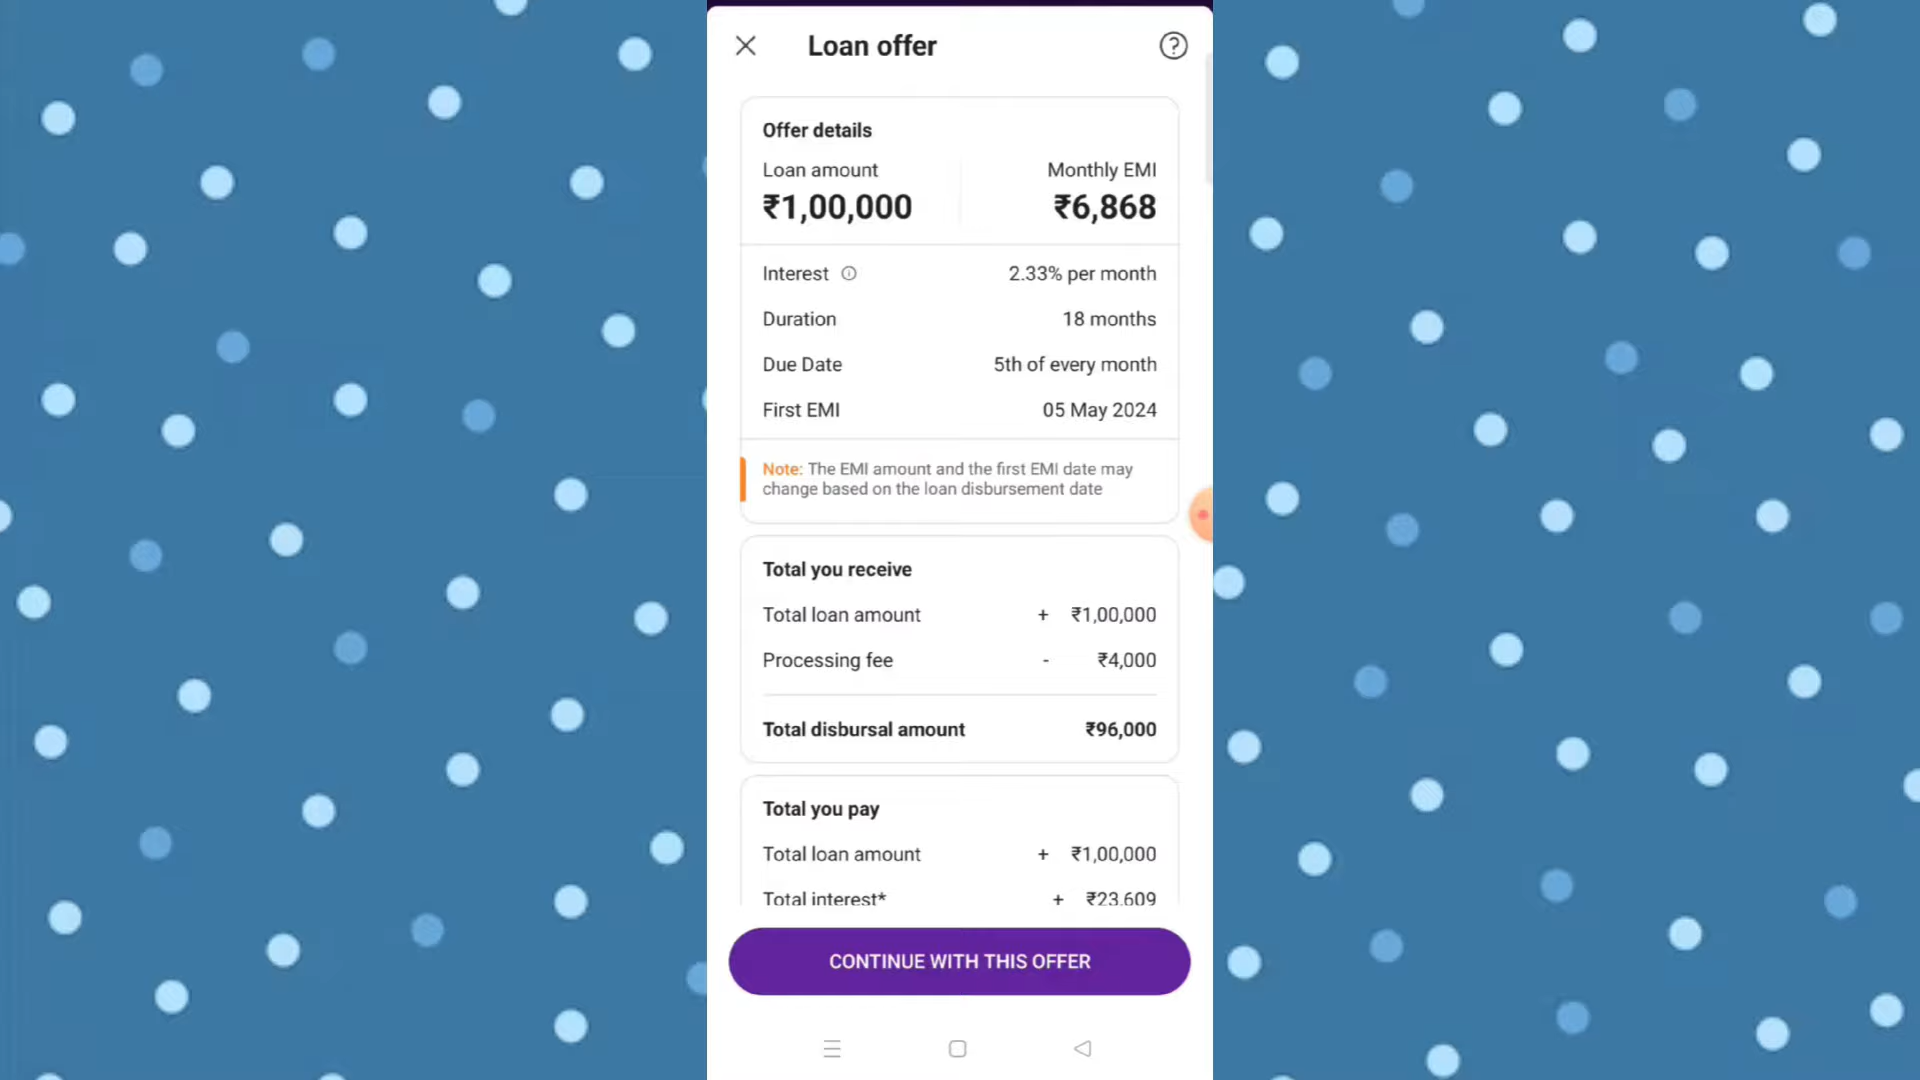 Loan offer
Offer details
Loan amount Monthly EMI
₹1,00,000 ₹6,868
Interest 2.33% per month
Duration 18 months
Due Date 5th of every month
First EMI 05 May 2024
Note: The EMI amount and the first EMI date may
change based on the loan disbursement date
Total you receive
Total loan amount + ₹1,00,000
Processing fee - ₹4,000
Total disbursal amount ₹96,000
Total you pay
Total loan amount + ₹1,00,000
Total interest* + ₹23,609
CONTINUE WITH THIS OFFER